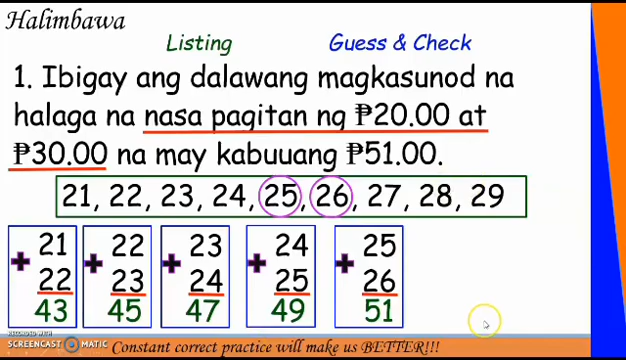 Halimbawa
Listing
Guess & Check
1. Ibigay ang dalawang magkasunod na
halaga na nasa pagitan ng ₱20.00 at
₱30.00 na may kabuuang ₱51.00.
21, 22, 23, 24, 25, 26, 27, 28, 29
21
+ 22
43
22
+ 23
45
23
+ 24
47
24
+ 25
49
25
+ 26
51
RECORDED WITH
SCREENCAST MATIC
Constant correct practice will make us BETTER!!!